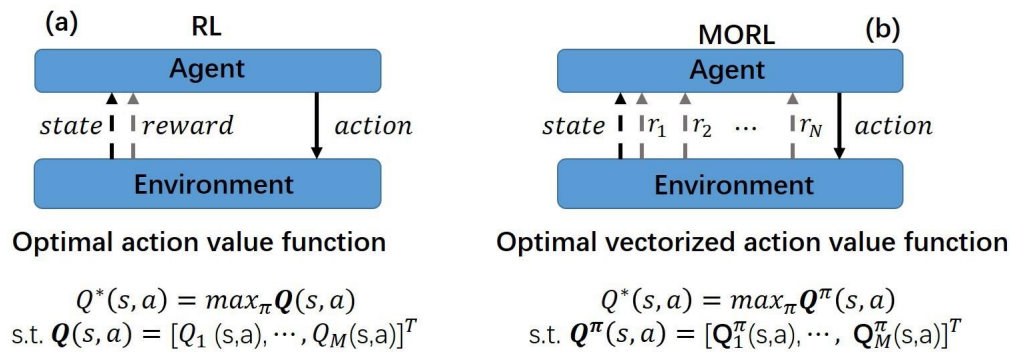 (a) RL
Agent
state reward action
Environment
Optimal action value function
Q*(s, a) = max_π Q(s, a)
s.t. Q(s, a) = [Q_1 (s,a), ⋯ , Q_M(s,a)]^T
MORL (b)
Agent
state r_1 r_2 ... r_N action
Environment
Optimal vectorized action value function
Q*(s, a) = max_π Q^π(s, a)
s.t. Q^π(s, a) = [Q_1^π(s,a), ⋯ , Q_M^π(s,a)]^T